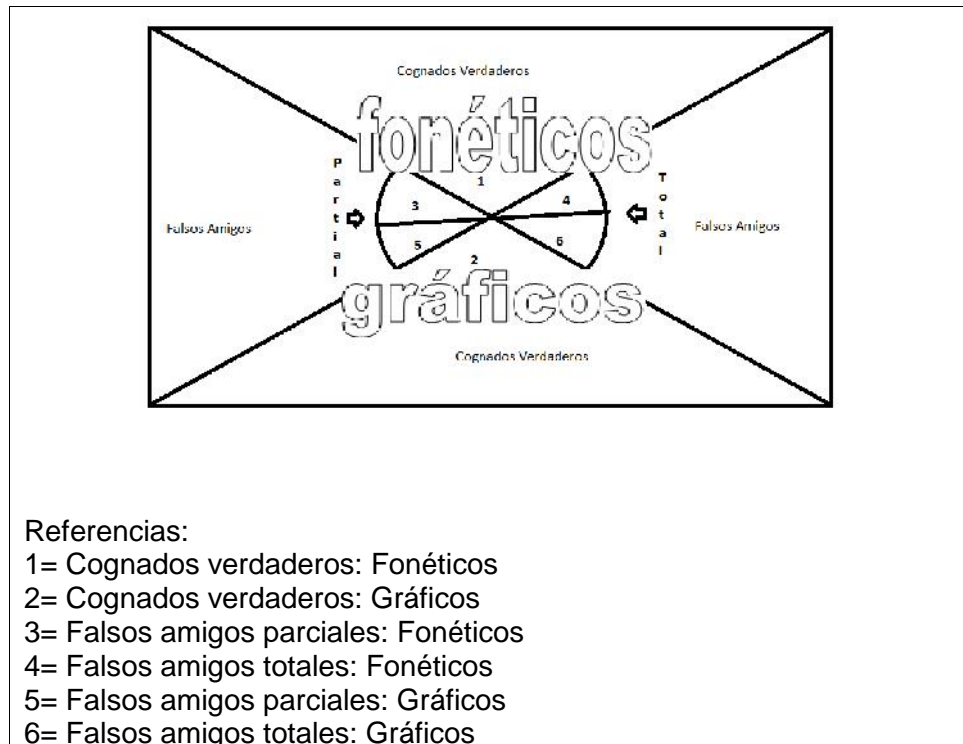 Cognados Verdaderos
fonéticos
1
Partial
Total
3
4
Falsos Amigos
Falsos Amigos
5
6
2
gráficos
Cognados Verdaderos
Referencias:
1= Cognados verdaderos: Fonéticos
2= Cognados verdaderos: Gráficos
3= Falsos amigos parciales: Fonéticos
4= Falsos amigos totales: Fonéticos
5= Falsos amigos parciales: Gráficos
6= Falsos amigos totales: Gráficos